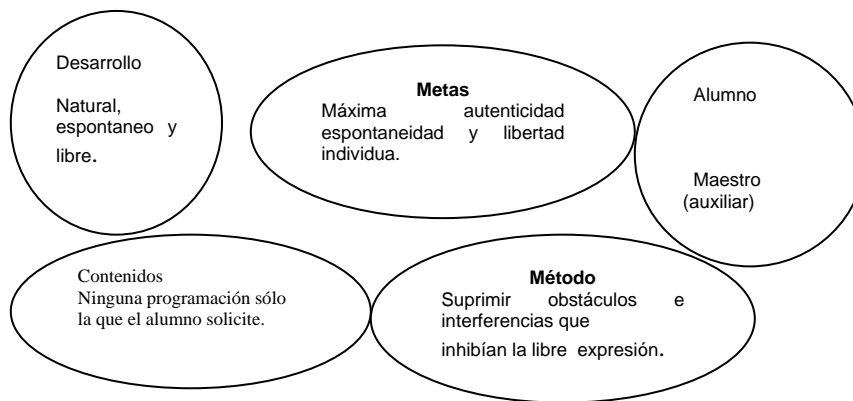 Desarrollo
Natural,
espontaneo y
libre.
Metas
Máxima autenticidad
espontaneidad y libertad
individua.
Alumno
Maestro
(auxiliar)
Contenidos
Ninguna programación sólo
la que el alumno solicite.
Método
Suprimir obstáculos e
interferencias que
inhibían la libre expresión.